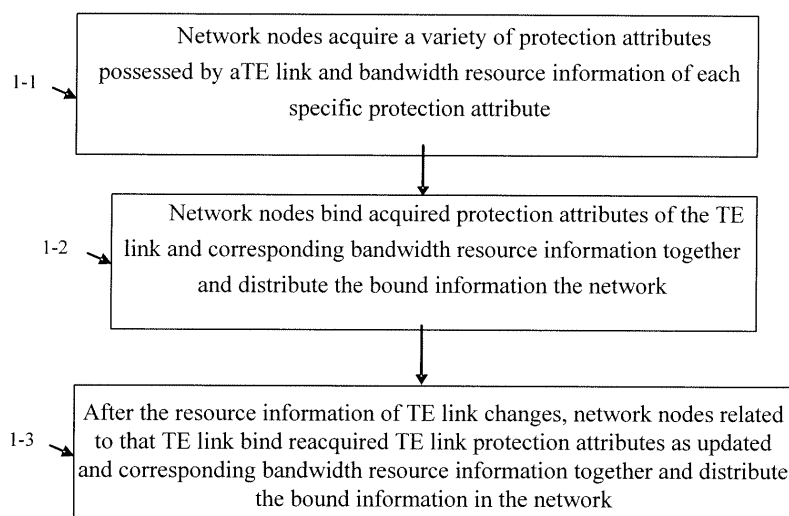 Network nodes acquire a variety of protection attributes
possessed by aTE link and bandwidth resource information of each
specific protection attribute
1-1
Network nodes bind acquired protection attributes of the TE
link and corresponding bandwidth resource information together
and distribute the bound information the network
1-2
After the resource information of TE link changes, network nodes related
to that TE link bind reacquired TE link protection attributes as updated
and corresponding bandwidth resource information together and distribute
the bound information in the network
1-3